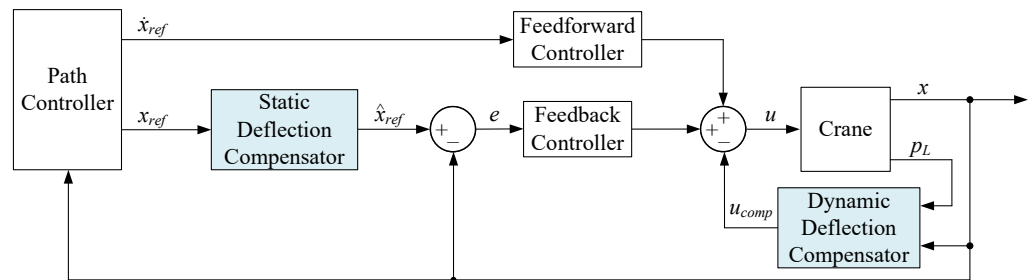 ẋref
Feedforward
Controller
Path
Controller
xref
Static
Deflection
Compensator
x̂ref
+
−
e
Feedback
Controller
+
+
−
u
Crane
x
pL
ucomp
Dynamic
Deflection
Compensator